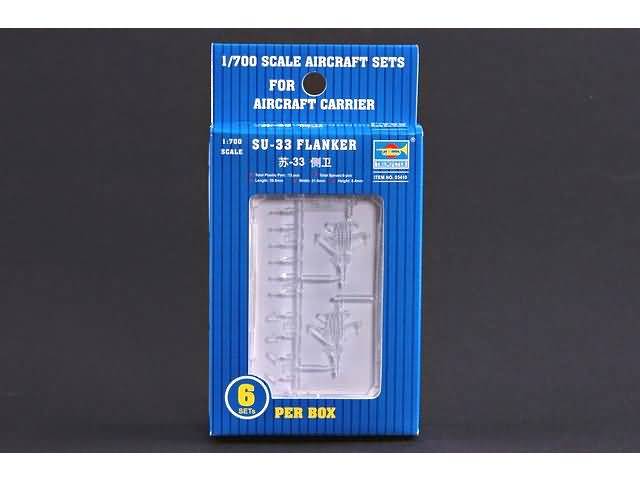 1/700 SCALE AIRCRAFT SETS
FOR
AIRCRAFT CARRIER
1:700
SCALE
SU-33 FLANKER
苏-33 侧卫
ITEM NO. 03410
6
SETs
PER BOX